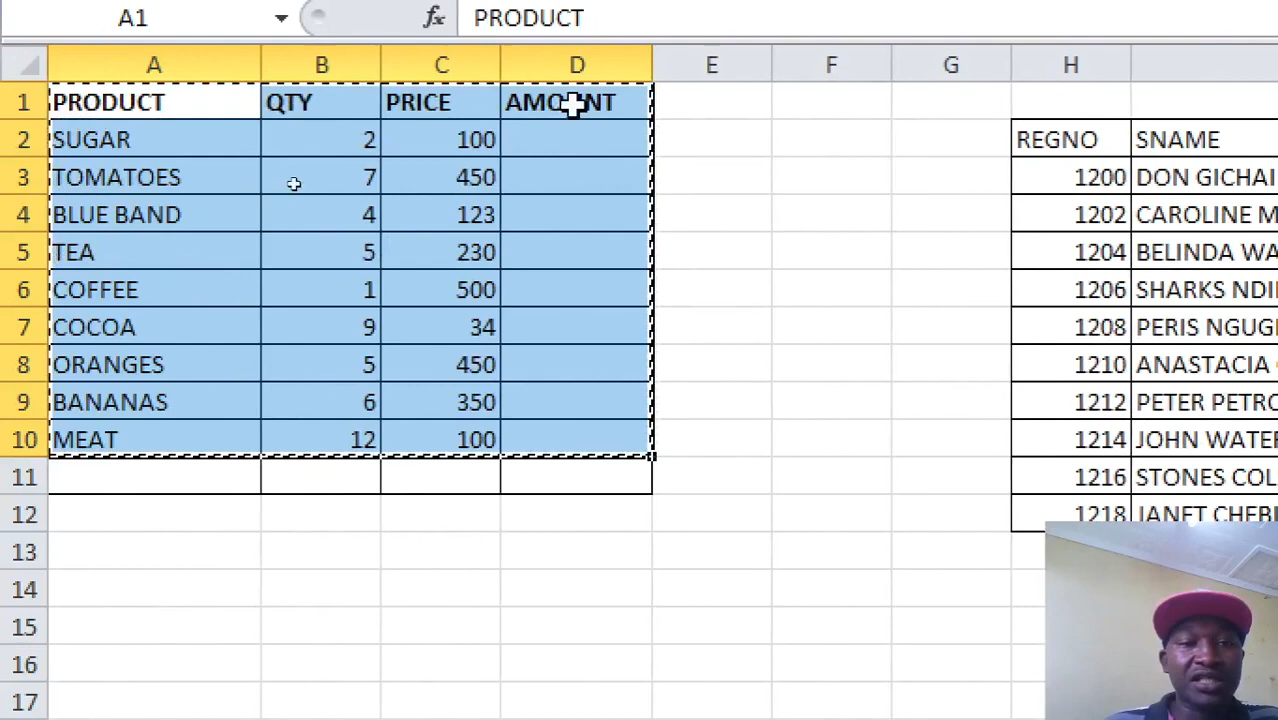 A1 fx PRODUCT
A B C D E F G H
1 PRODUCT QTY PRICE AMOUNT
2 SUGAR 2 100 REGNO SNAME
3 TOMATOES 7 450 1200 DON GICHAI
4 BLUE BAND 4 123 1202 CAROLINE M
5 TEA 5 230 1204 BELINDA WA
6 COFFEE 1 500 1206 SHARKS NDI
7 COCOA 9 34 1208 PERIS NGUG
8 ORANGES 5 450 1210 ANASTACIA
9 BANANAS 6 350 1212 PETER PETRO
10 MEAT 12 100 1214 JOHN WATER
11 1216 STONES COL
12 1218 JANET CHEB
13
14
15
16
17